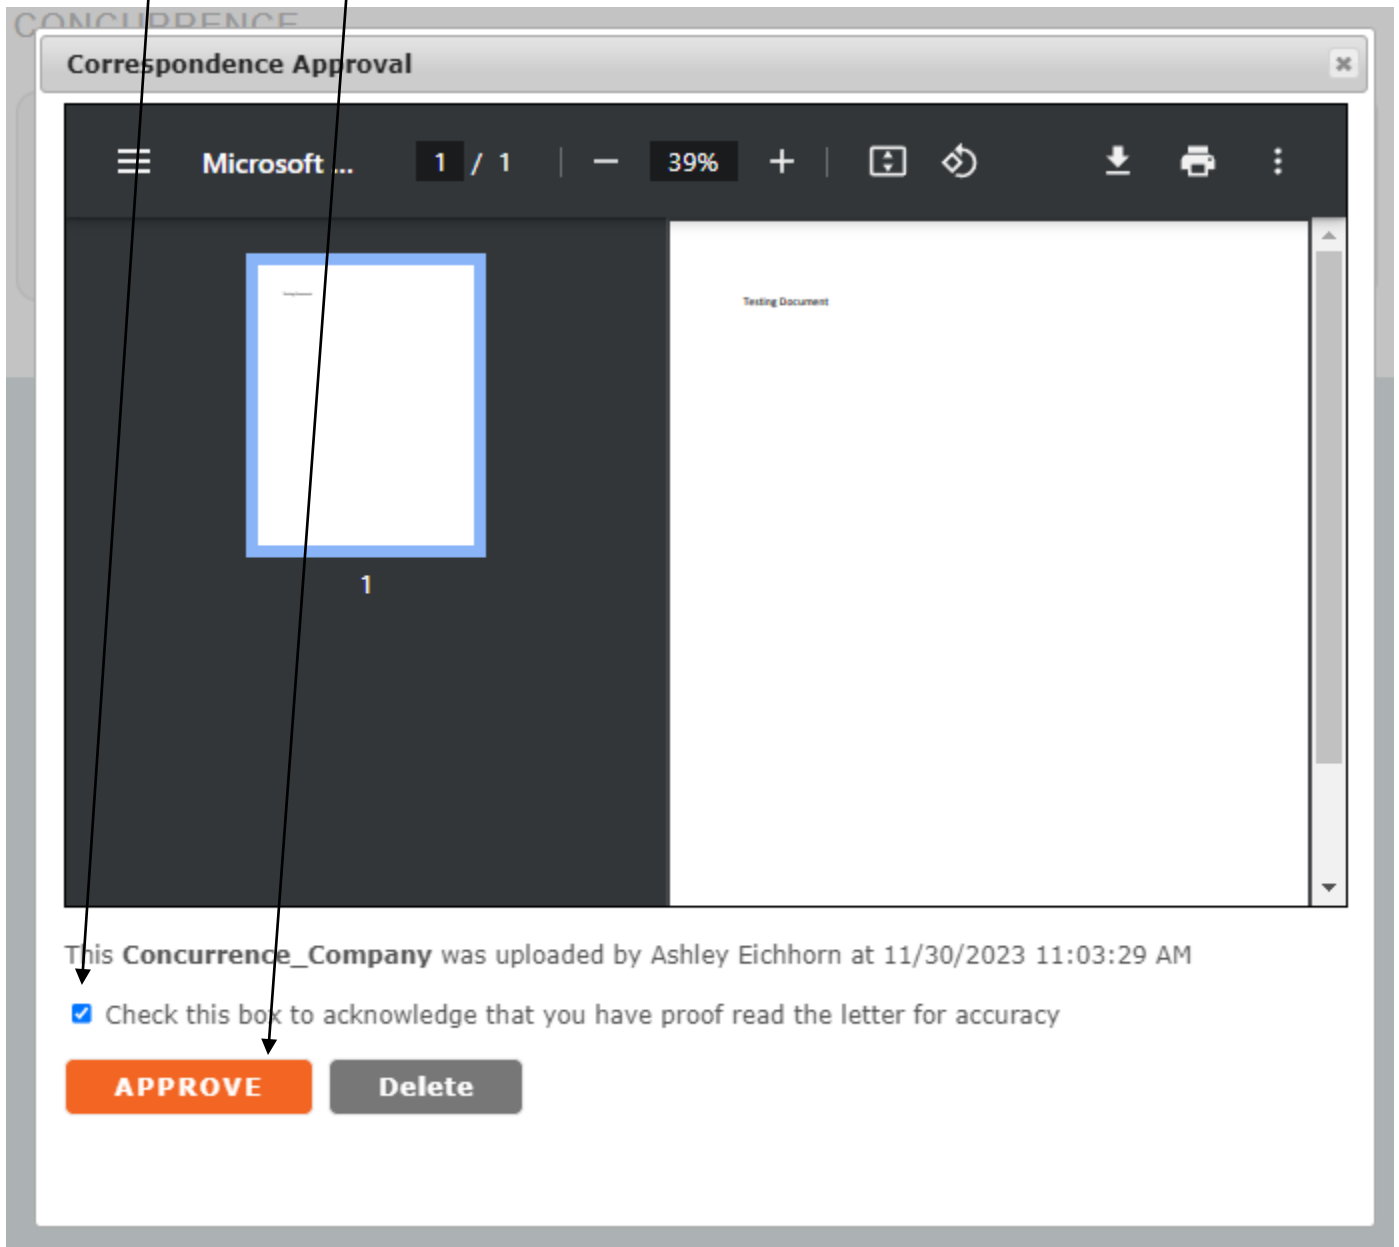 CONCURRENCE
Correspondence Approval
Microsoft ... 1 / 1 39%
Testing Document
1
This Concurrence_Company was uploaded by Ashley Eichhorn at 11/30/2023 11:03:29 AM
Check this box to acknowledge that you have proof read the letter for accuracy
APPROVE Delete